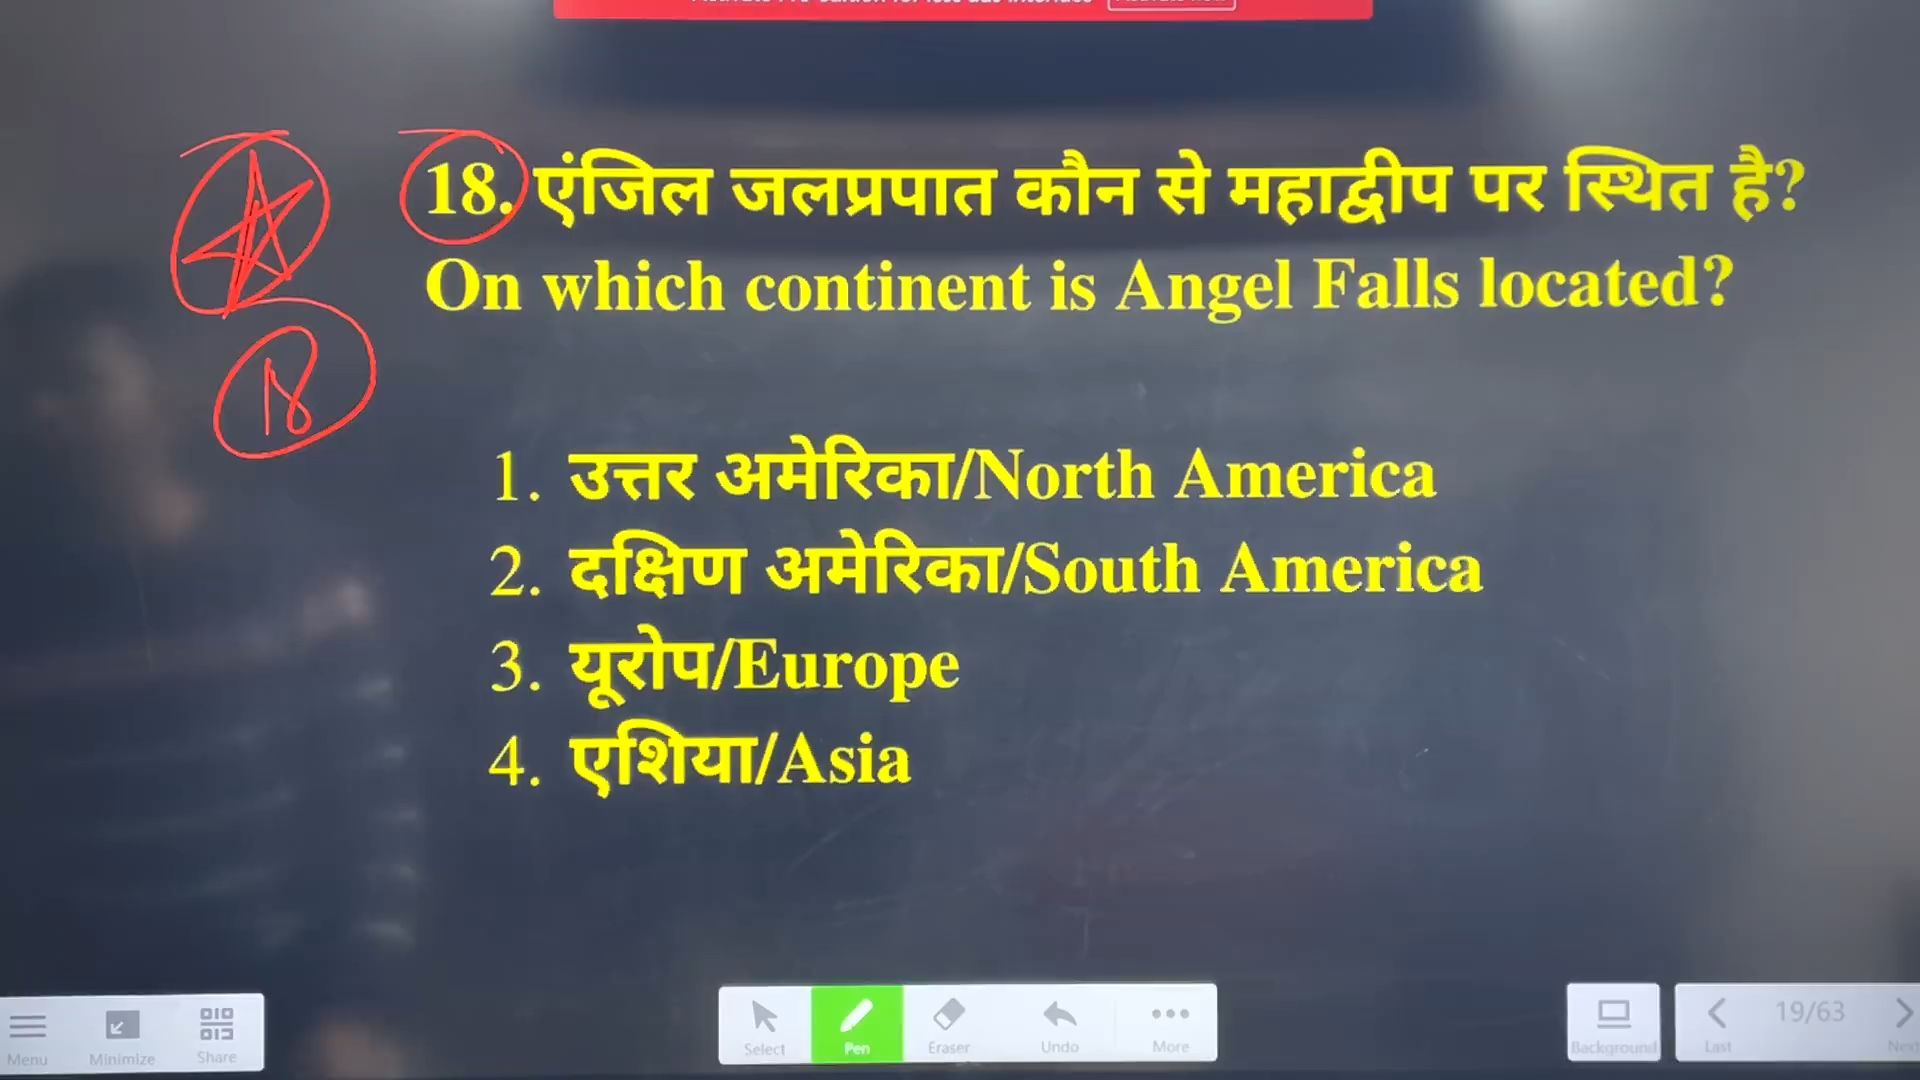 18. एंजिल जलप्रपात कौन से महाद्वीप पर स्थित है?
On which continent is Angel Falls located?
18
1. उत्तर अमेरिका/North America
2. दक्षिण अमेरिका/South America
3. यूरोप/Europe
4. एशिया/Asia
Menu Minimize Share Select Pen Eraser Undo More Background Last 19/63 Next